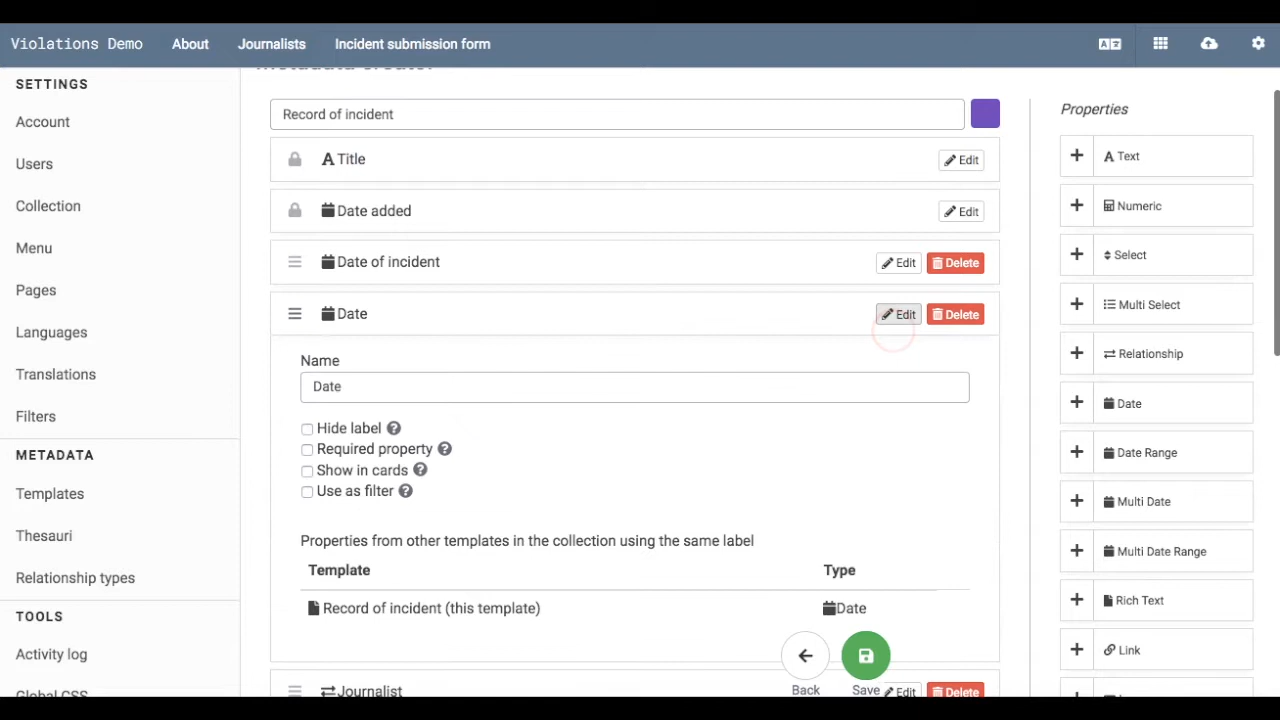 Violations Demo About Journalists Incident submission form
SETTINGS
Account
Users
Collection
Menu
Pages
Languages
Translations
Filters
METADATA
Templates
Thesauri
Relationship types
TOOLS
Activity log
Global CSS
Metadata creator
Record of incident
Title Edit
Date added Edit
Date of incident Edit Delete
Date Edit Delete
Name
Date
Hide label
Required property
Show in cards
Use as filter
Properties from other templates in the collection using the same label
Template Type
Record of incident (this template) Date
Back Save
Journalist Edit Delete
Properties
Text
Numeric
Select
Multi Select
Relationship
Date
Date Range
Multi Date
Multi Date Range
Rich Text
Link